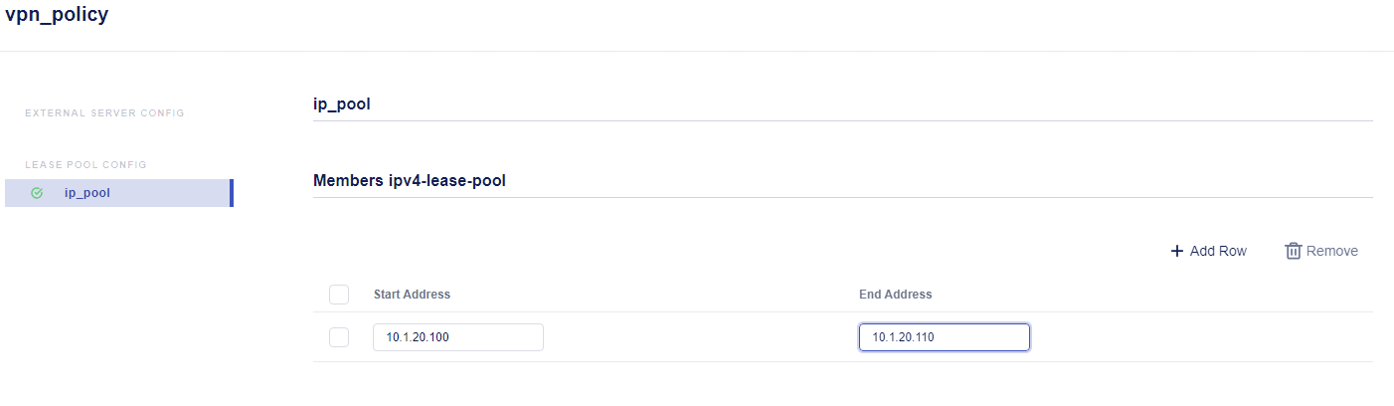 vpn_policy
EXTERNAL SERVER CONFIG
LEASE POOL CONFIG
ip_pool
ip_pool
Members ipv4-lease-pool
+ Add Row Remove
Start Address End Address
10.1.20.100 10.1.20.110